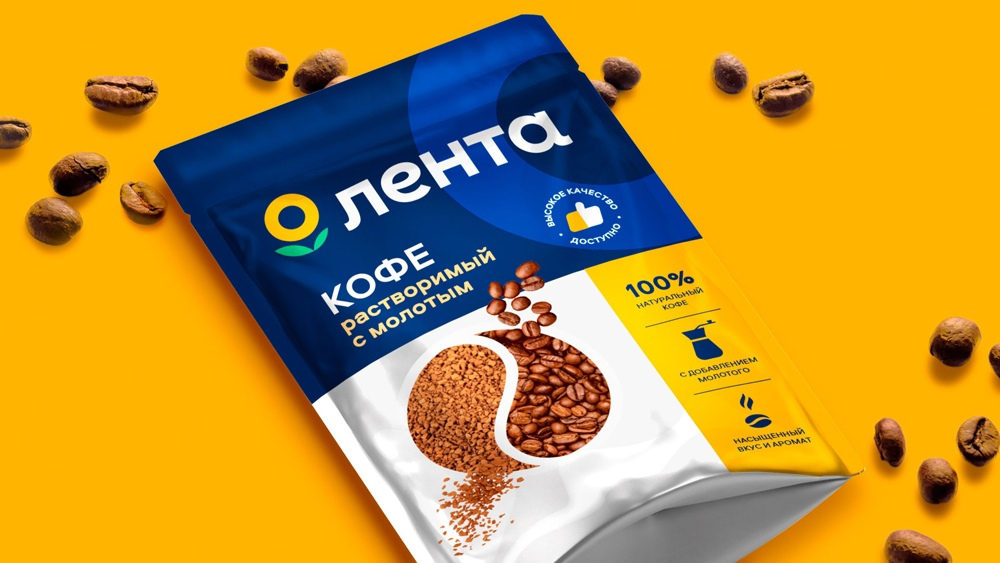 лента
ВЫСОКОЕ КАЧЕСТВО
ДОСТУПНО
КОФЕ
растворимый
с молотым
100%
НАТУРАЛЬНЫЙ
КОФЕ
С ДОБАВЛЕНИЕМ
МОЛОТОГО
НАСЫЩЕННЫЙ
ВКУС И АРОМАТ